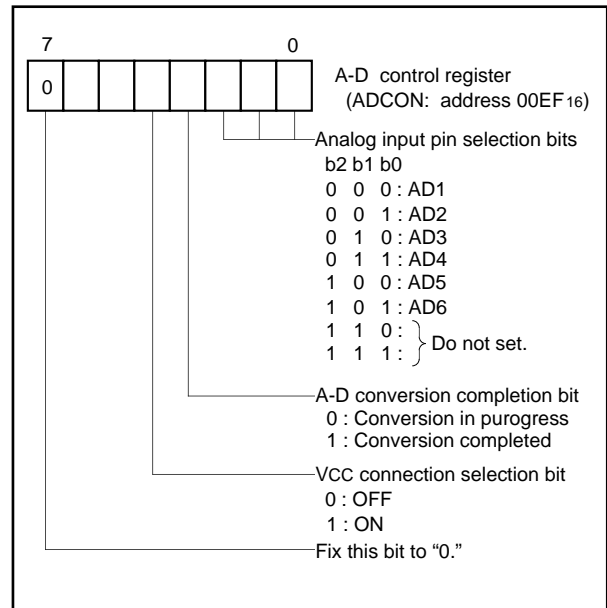 7 0
0
A-D control register
(ADCON: address 00EF16)
Analog input pin selection bits
b2 b1 b0
0 0 0 : AD1
0 0 1 : AD2
0 1 0 : AD3
0 1 1 : AD4
1 0 0 : AD5
1 0 1 : AD6
1 1 0 :
1 1 1 :
Do not set.
A-D conversion completion bit
0 : Conversion in purogress
1 : Conversion completed
VCC connection selection bit
0 : OFF
1 : ON
Fix this bit to “0.”